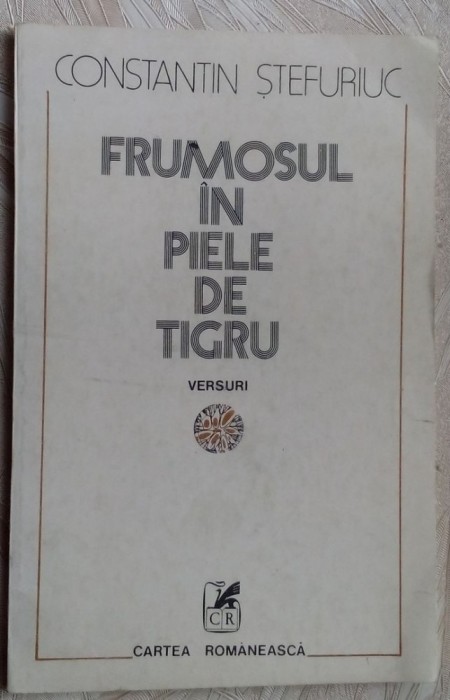 CONSTANTIN ȘTEFURIUC
FRUMOSUL
ÎN
PIELE
DE
TIGRU
VERSURI
CR
CARTEA ROMÂNEASCĂ